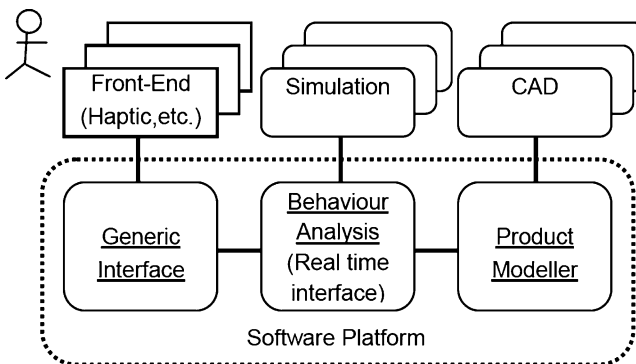 Front-End
(Haptic,etc.)
Simulation
CAD
Generic
Interface
Behaviour
Analysis
(Real time
interface)
Product
Modeller
Software Platform